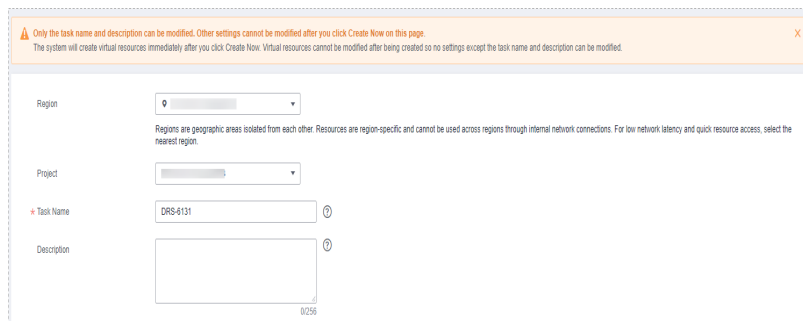 Only the task name and description can be modified. Other settings cannot be modified after you click Create Now on this page.
The system will create virtual resources immediately after you click Create Now. Virtual resources cannot be modified after being created so no settings except the task name and description can be modified.
Region
Regions are geographic areas isolated from each other. Resources are region-specific and cannot be used across regions through internal network connections. For low network latency and quick resource access, select the
nearest region.
Project
* Task Name
DRS-6131
Description
0/256